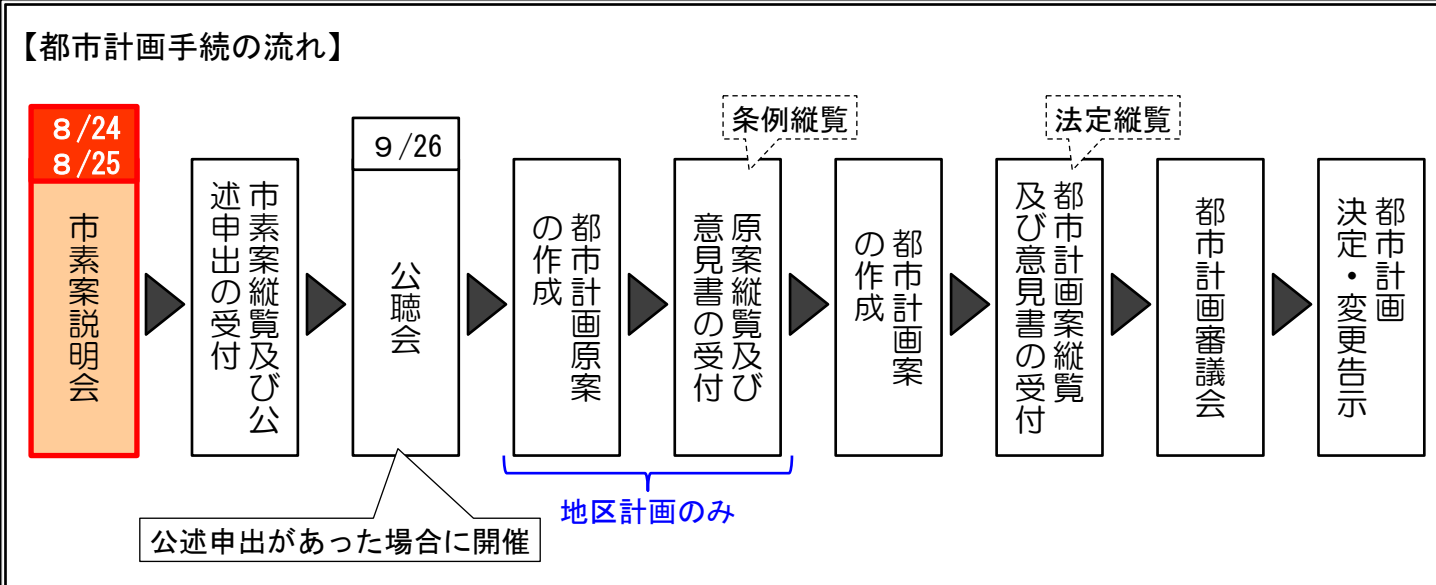 【都市計画手続の流れ】
８/24
８/25
市素案説明会
市素案縦覧及び公
述申出の受付
９/26
公聴会
都市計画原案
の作成
条例縦覧
原案縦覧及び
意見書の受付
都市計画案
の作成
法定縦覧
都市計画案縦覧
及び意見書の受付
都市計画審議会
都市計画
決定・変更告示
公述申出があった場合に開催
地区計画のみ